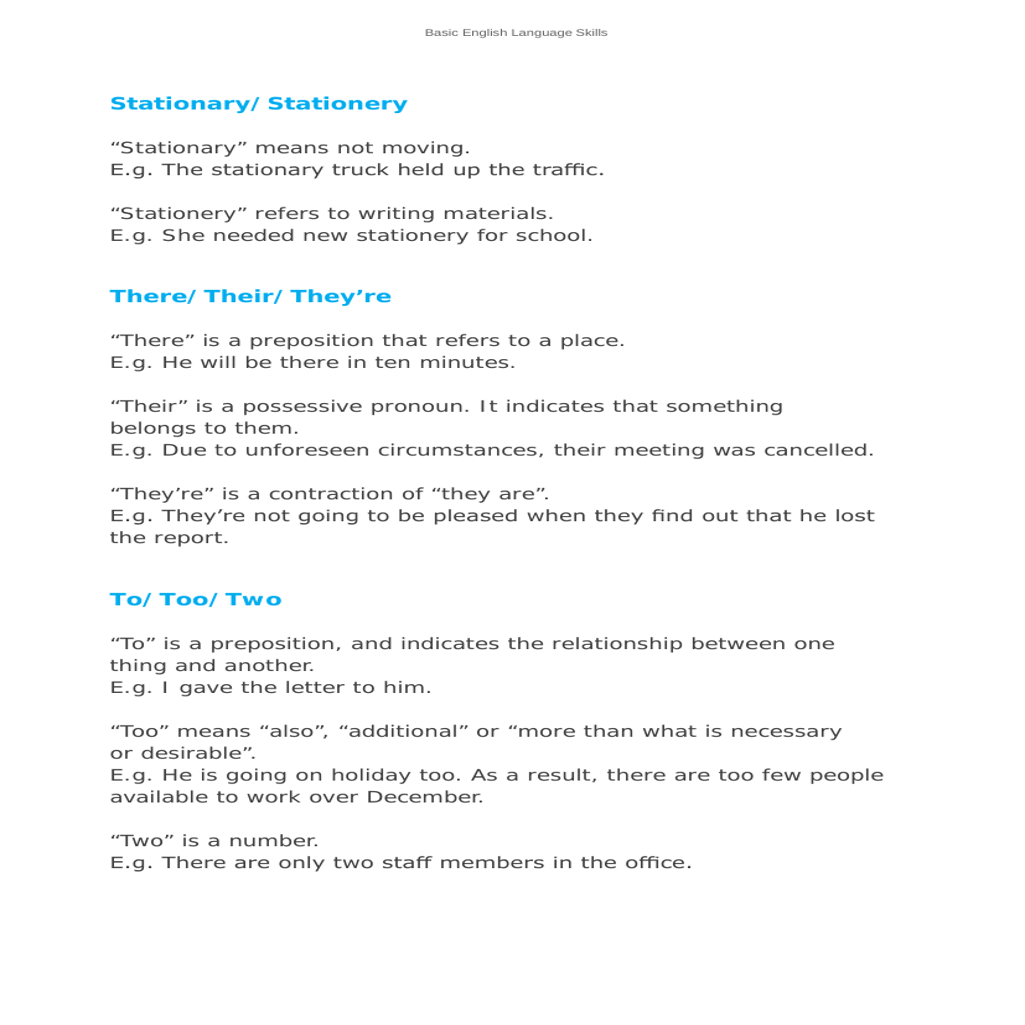 Basic English Language Skills
Stationary/ Stationery
“Stationary” means not moving.
E.g. The stationary truck held up the traffic.
“Stationery” refers to writing materials.
E.g. She needed new stationery for school.
There/ Their/ They’re
“There” is a preposition that refers to a place.
E.g. He will be there in ten minutes.
“Their” is a possessive pronoun. It indicates that something
belongs to them.
E.g. Due to unforeseen circumstances, their meeting was cancelled.
“They’re” is a contraction of “they are”.
E.g. They’re not going to be pleased when they find out that he lost
the report.
To/ Too/ Two
“To” is a preposition, and indicates the relationship between one
thing and another.
E.g. I gave the letter to him.
“Too” means “also”, “additional” or “more than what is necessary
or desirable”.
E.g. He is going on holiday too. As a result, there are too few people
available to work over December.
“Two” is a number.
E.g. There are only two staff members in the office.